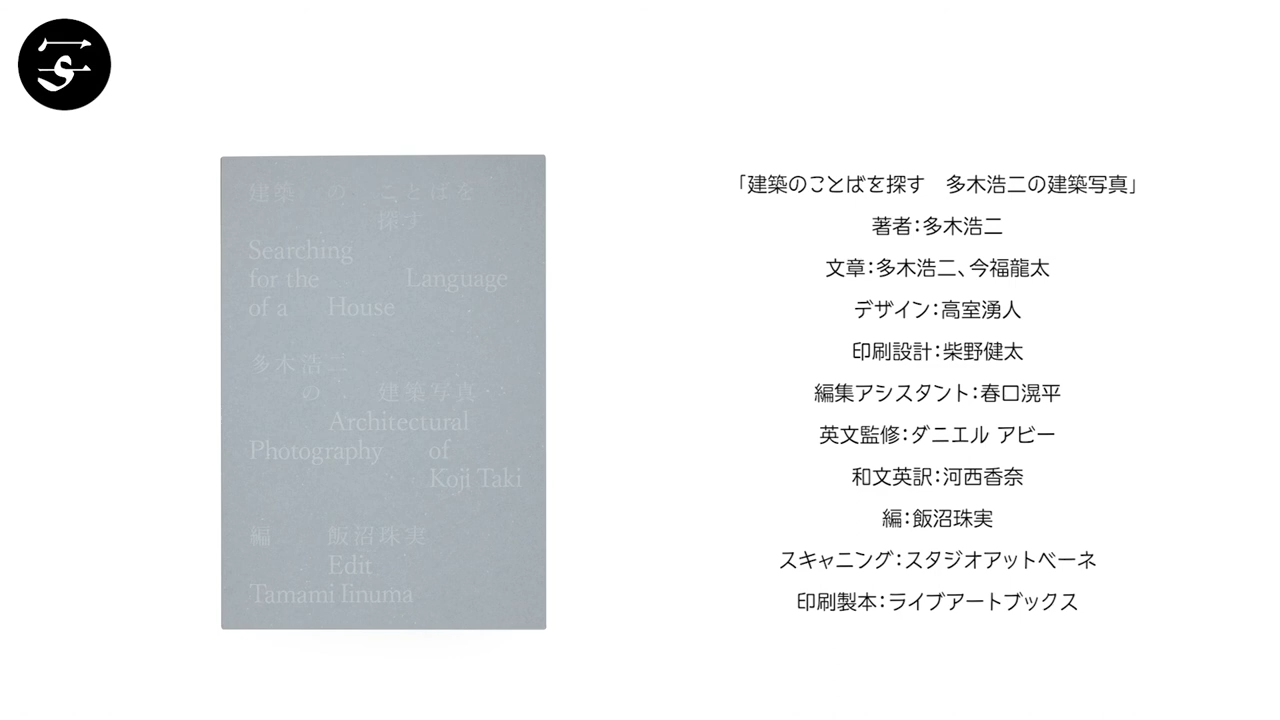 建築の ことばを
探す
Searching
for the Language
of a House
多木浩二
の 建築写真
Architectural
Photography of
Koji Taki
編 飯沼珠実
Edit
Tamami Iinuma
「建築のことばを探す　多木浩二の建築写真」
著者：多木浩二
文章：多木浩二、今福龍太
デザイン：高室湧人
印刷設計：柴野健太
編集アシスタント：春口滉平
英文監修：ダニエル アビー
和文英訳：河西香奈
編：飯沼珠実
スキャニング：スタジオアットベーネ
印刷製本：ライブアートブックス